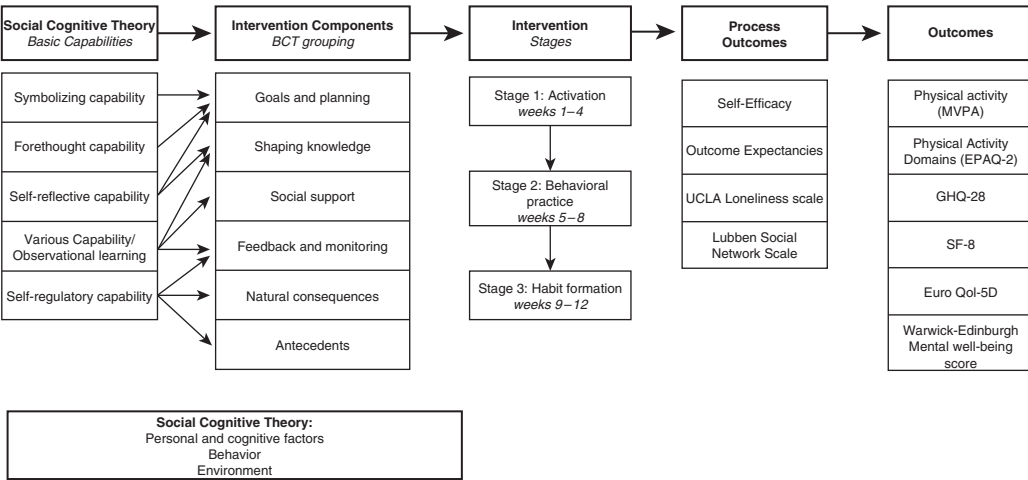 Social Cognitive Theory
Basic Capabilities
Symbolizing capability
Forethought capability
Self-reflective capability
Various Capability/
Observational learning
Self-regulatory capability
Intervention Components
BCT grouping
Goals and planning
Shaping knowledge
Social support
Feedback and monitoring
Natural consequences
Antecedents
Intervention
Stages
Stage 1: Activation
weeks 1–4
Stage 2: Behavioral
practice
weeks 5–8
Stage 3: Habit formation
weeks 9–12
Process
Outcomes
Self-Efficacy
Outcome Expectancies
UCLA Loneliness scale
Lubben Social
Network Scale
Outcomes
Physical activity
(MVPA)
Physical Activity
Domains (EPAQ-2)
GHQ-28
SF-8
Euro Qol-5D
Warwick-Edinburgh
Mental well-being
score
Social Cognitive Theory:
Personal and cognitive factors
Behavior
Environment